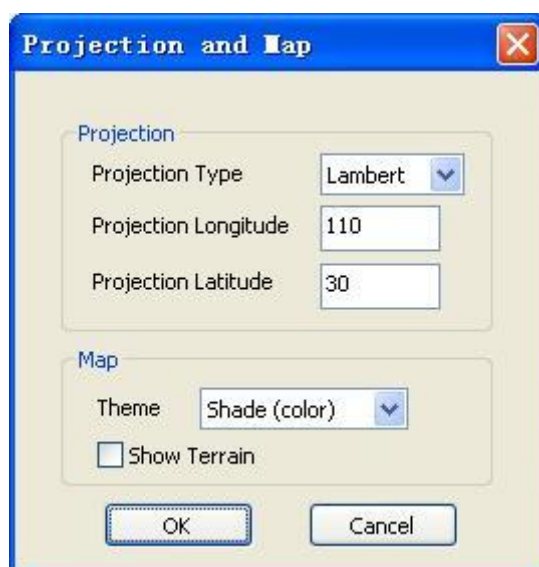 Projection and Map
Projection
Projection Type Lambert
Projection Longitude 110
Projection Latitude 30
Map
Theme Shade (color)
Show Terrain
OK Cancel